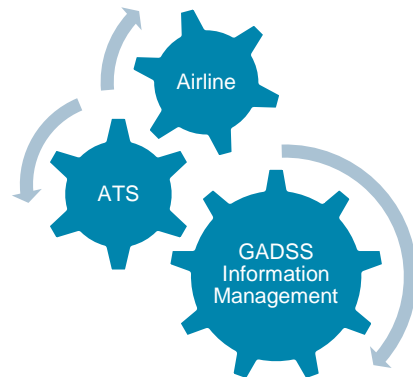 Airline
ATS
GADSS
Information
Management